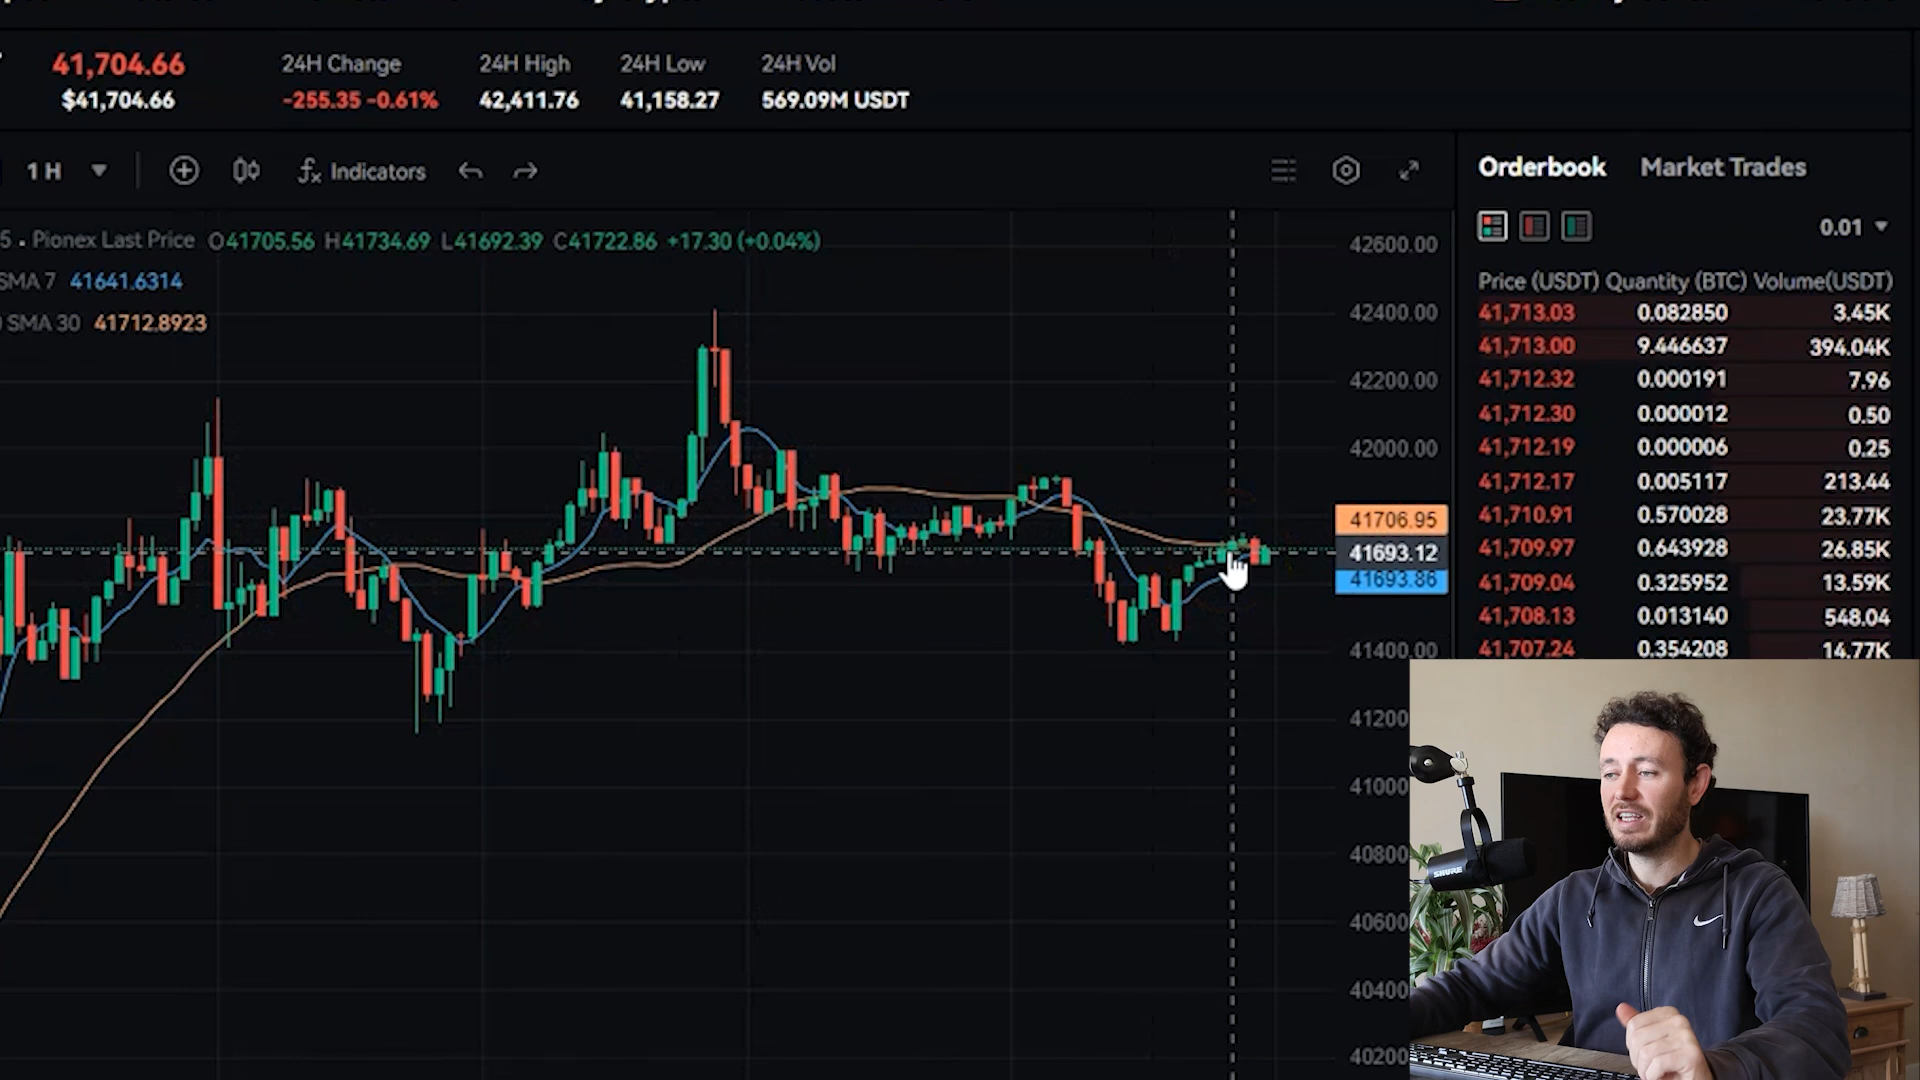 41,704.66
$41,704.66
24H Change
-255.35 -0.61%
24H High
42,411.76
24H Low
41,158.27
24H Vol
569.09M USDT
1H
Indicators
5 . Pionex Last Price O41705.56 H41734.69 L41692.39 C41722.86 +17.30 (+0.04%)
SMA 7 41641.6314
SMA 30 41712.8923
42600.00
42400.00
42200.00
42000.00
41706.95
41693.12
41693.86
41400.00
41200
41000
40800
40600
40400
40200
Orderbook Market Trades
0.01
Price (USDT) Quantity (BTC) Volume(USDT)
41,713.03 0.082850 3.45K
41,713.00 9.446637 394.04K
41,712.32 0.000191 7.96
41,712.30 0.000012 0.50
41,712.19 0.000006 0.25
41,712.17 0.005117 213.44
41,710.91 0.570028 23.77K
41,709.97 0.643928 26.85K
41,709.04 0.325952 13.59K
41,708.13 0.013140 548.04
41,707.24 0.354208 14.77K
SHURE